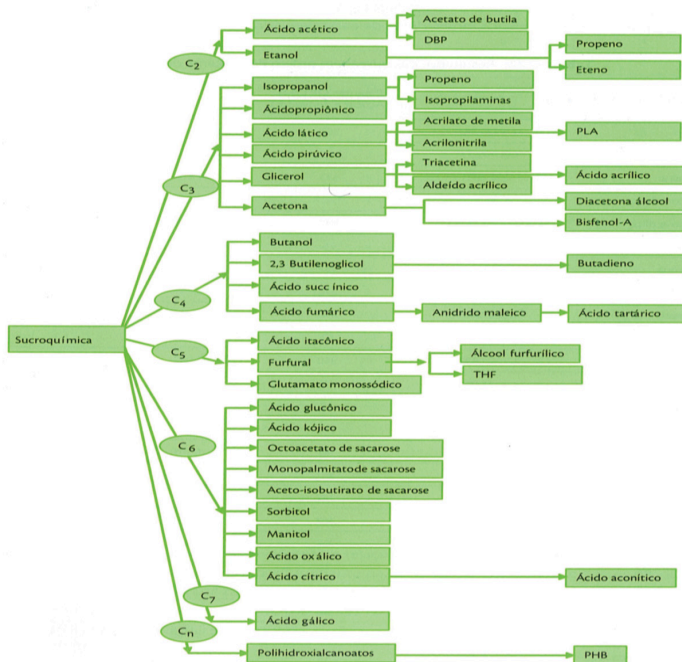 Acetato de butila
Ácido acético
DBP
Propeno
C2
Etanol
Eteno
Isopropanol
Propeno
Isopropilaminas
Ácidopropiônico
Acrilato de metila
Ácido lático
PLA
Acrilonitrila
Ácido pirúvico
Triacetina
C3
Glicerol
Ácido acrílico
Aldeído acrílico
Acetona
Diacetona álcool
Bisfenol-A
Butanol
2,3 Butilenoglicol
Butadieno
Ácido succ ínico
C4
Ácido fumárico
Anidrido maleico
Ácido tartárico
Sucroquímica
Ácido itacônico
C5
Furfural
Álcool furfurílico
THF
Glutamato monossódico
Ácido glucônico
Ácido kójico
C6
Octoacetato de sacarose
Monopalmitatode sacarose
Aceto-isobutirato de sacarose
Sorbitol
Manitol
Ácido ox álico
Ácido cítrico
Ácido aconítico
C7
Ácido gálico
Cn
Polihidroxialcanoatos
PHB